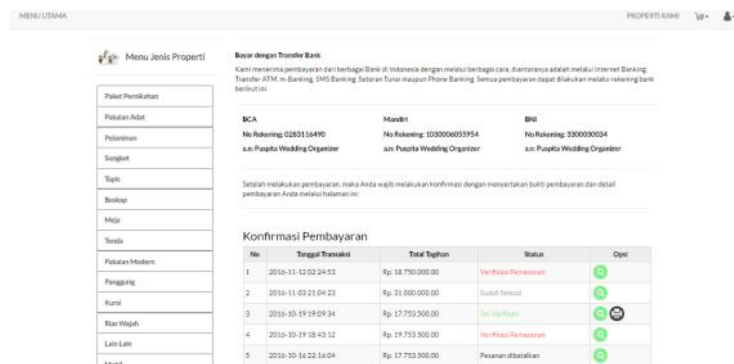 MENU UTAMA
PROPERTI KAMI
Menu Jenis Properti
Paket Pernikahan
Pakaian Adat
Pelaminan
Songket
Tapis
Beskap
Meja
Tenda
Pakaian Modern
Panggung
Kursi
Rias Wajah
Lain Lain
Bayar dengan Transfer Bank
Kami menerima pembayaran dari berbagai Bank di Indonesia dengan melalui berbagai cara, diantaranya adalah melalui Internet Banking,
Transfer ATM, m-Banking, SMS Banking, Setoran Tunai maupun Phone Banking. Semua pembayaran dapat dilakukan melalui rekening bank
berikut ini:
BCA Mandiri BNI
No Rekening: 0283116490 No Rekening: 1030006055954 No Rekening: 3300030034
a.n: Puspita Wedding Organizer a.n: Puspita Wedding Organizer a.n: Puspita Wedding Organizer
Setelah melakukan pembayaran, maka Anda wajib melakukan konfirmasi dengan menyertakan bukti pembayaran dan detail
pembayaran Anda melalui halaman ini:
Konfirmasi Pembayaran
No Tanggal Transaksi Total Tagihan Status Opsi
1 2016-11-12 02:24:53 Rp. 18.750.000,00 Verifikasi Pemesanan
2 2016-11-03 21:04:23 Rp. 31.000.000,00 Sudah Selesai
3 2016-10-19 19:09:34 Rp. 17.753.500,00
4 2016-10-19 18:43:12 Rp. 19.753.500,00 Verifikasi Pemesanan
5 2016-10-16 22:16:04 Rp. 17.753.500,00 Pesanan dibatalkan